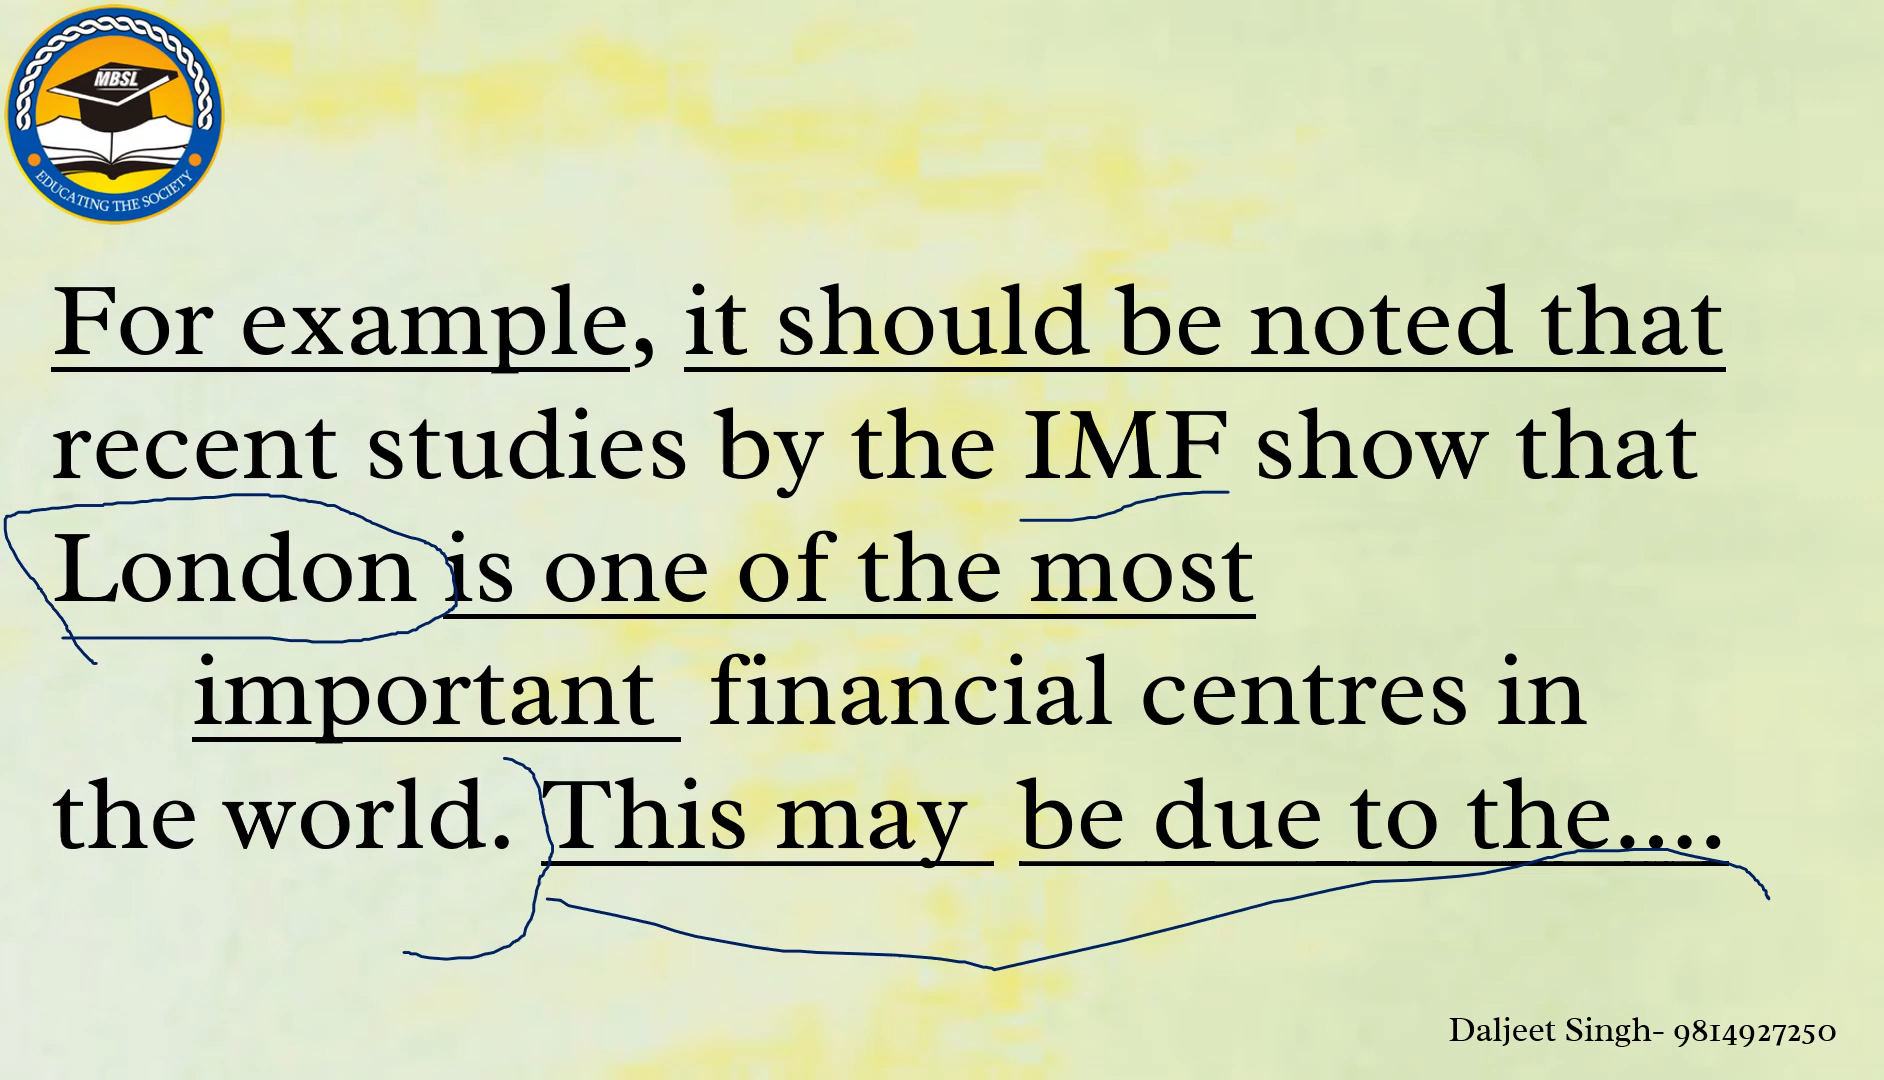 MBSL
EDUCATING THE SOCIETY
For example, it should be noted that
recent studies by the IMF show that
London is one of the most
important financial centres in
the world. This may be due to the....
Daljeet Singh- 9814927250